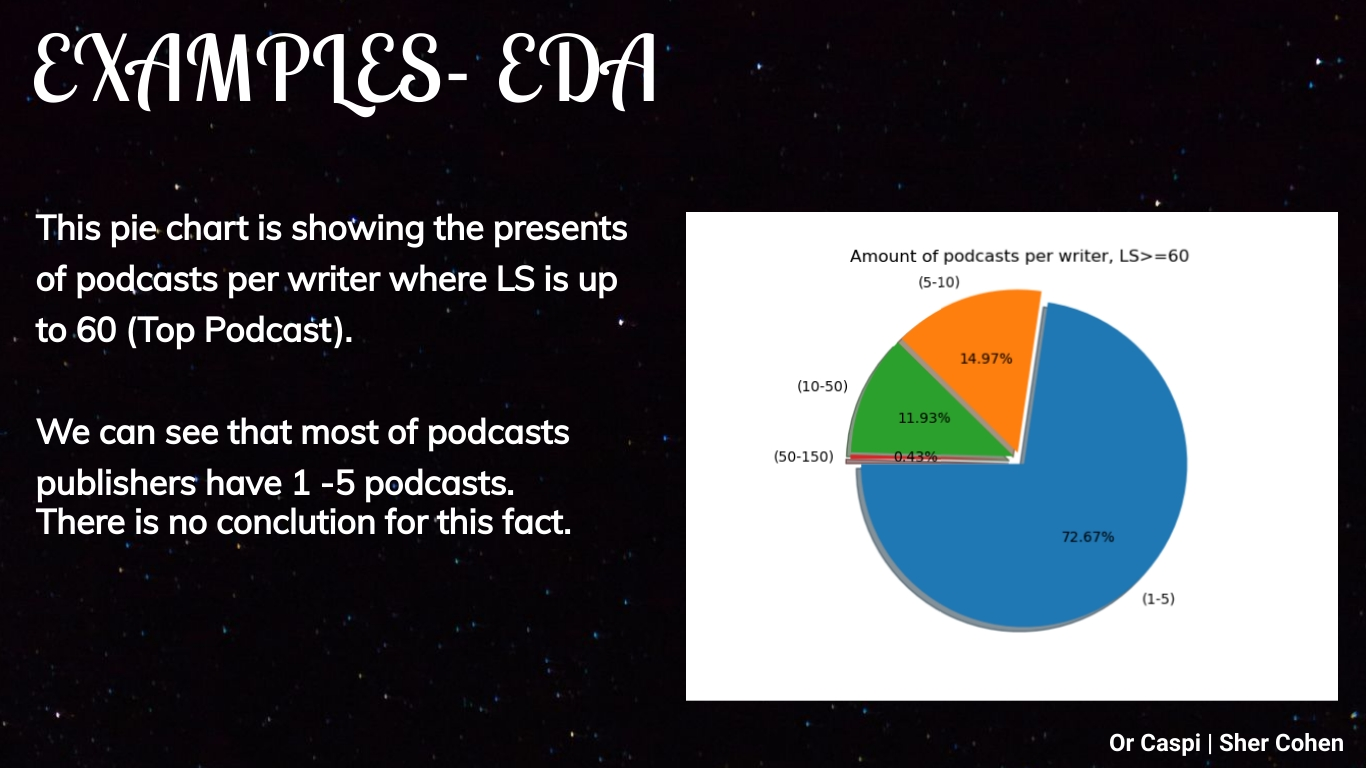 EXAMPLES- EDA
This pie chart is showing the presents
of podcasts per writer where LS is up
to 60 (Top Podcast).
We can see that most of podcasts
publishers have 1 -5 podcasts.
There is no conclution for this fact.
Amount of podcasts per writer, LS>=60
(5-10)
14.97%
(10-50)
11.93%
(50-150)
0.43%
72.67%
(1-5)
Or Caspi | Sher Cohen